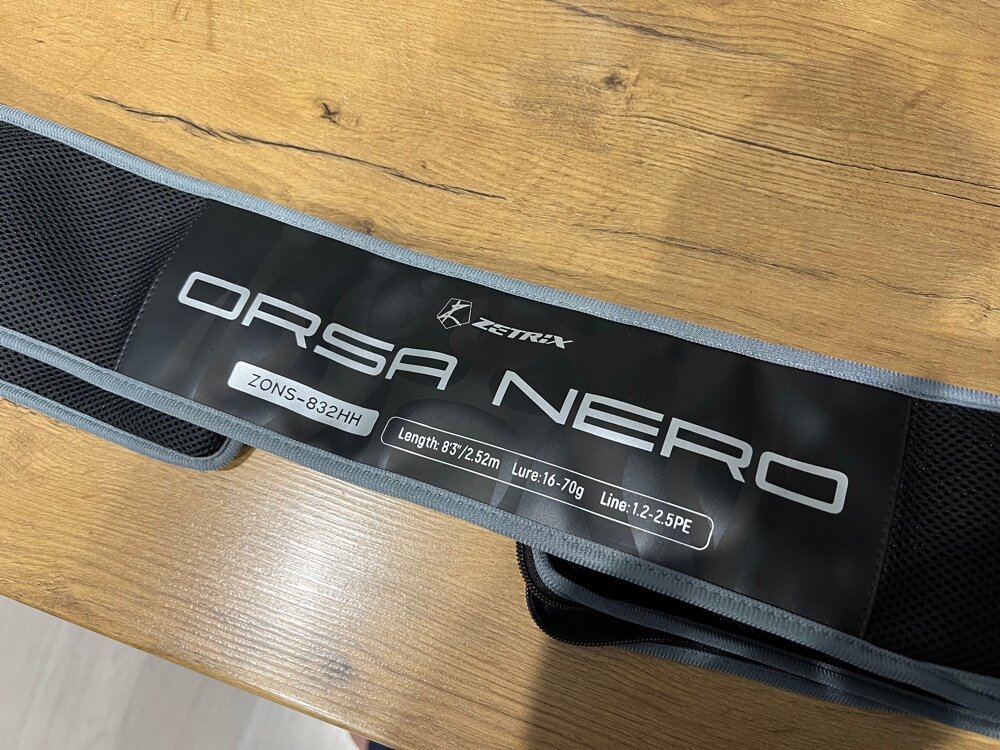 ZETRIX
ORSA NERO
ZONS-832HH
Length: 8'3"/2.52m Lure:16-70g Line:1.2-2.5PE